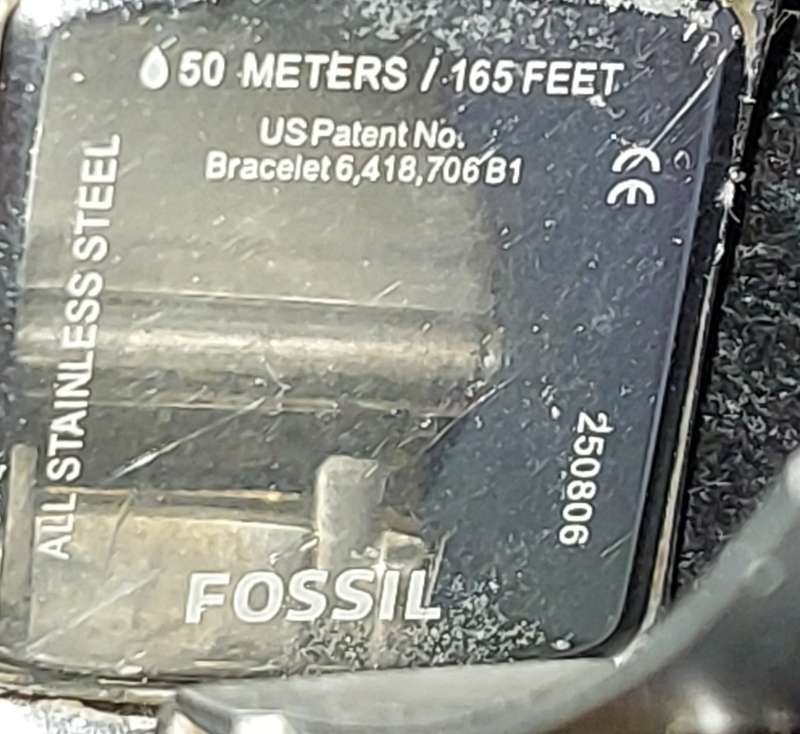 50 METERS / 165 FEET
US Patent No.
Bracelet 6,418,706 B1
CE
ALL STAINLESS STEEL
250806
FOSSIL